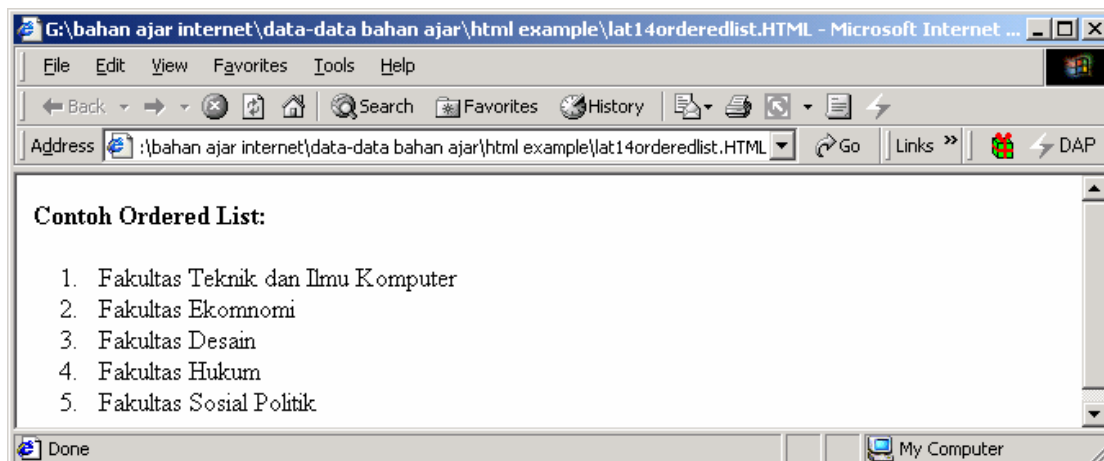 G:\bahan ajar internet\data-data bahan ajar\html example\lat14orderedlist.HTML - Microsoft Internet ...
File Edit View Favorites Tools Help
Back Search Favorites History
Address :\bahan ajar internet\data-data bahan ajar\html example\lat14orderedlist.HTML Go Links » DAP
Contoh Ordered List:
1. Fakultas Teknik dan Ilmu Komputer
2. Fakultas Ekomnomi
3. Fakultas Desain
4. Fakultas Hukum
5. Fakultas Sosial Politik
Done My Computer